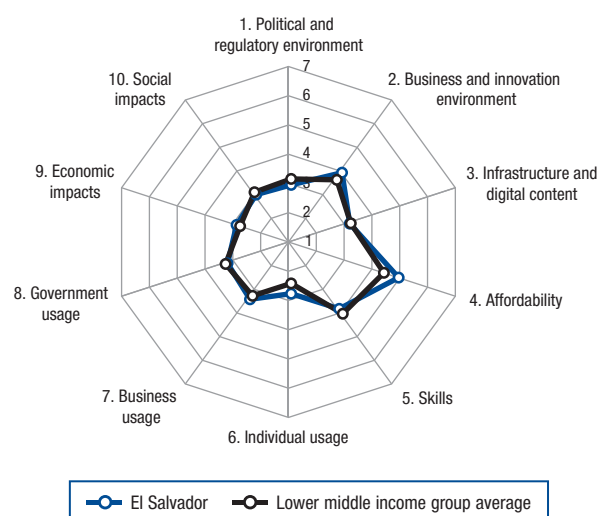 1. Political and
regulatory environment
2. Business and innovation
environment
3. Infrastructure and
digital content
4. Affordability
5. Skills
6. Individual usage
7. Business
usage
8. Government
usage
9. Economic
impacts
10. Social
impacts
7
6
5
4
3
2
1
El Salvador
Lower middle income group average